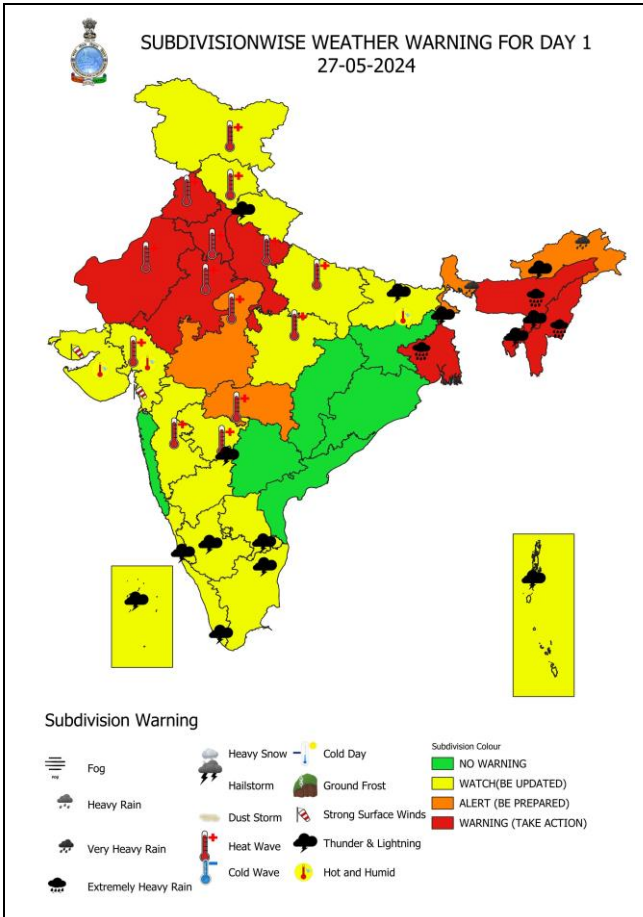 SUBDIVISIONWISE WEATHER WARNING FOR DAY 1
27-05-2024
Subdivision Warning
Fog
Heavy Rain
Very Heavy Rain
Extremely Heavy Rain
Heavy Snow
Hailstorm
Dust Storm
Heat Wave
Cold Wave
Cold Day
Ground Frost
Strong Surface Winds
Thunder & Lightning
Hot and Humid
Subdivision Colour
NO WARNING
WATCH(BE UPDATED)
ALERT (BE PREPARED)
WARNING (TAKE ACTION)